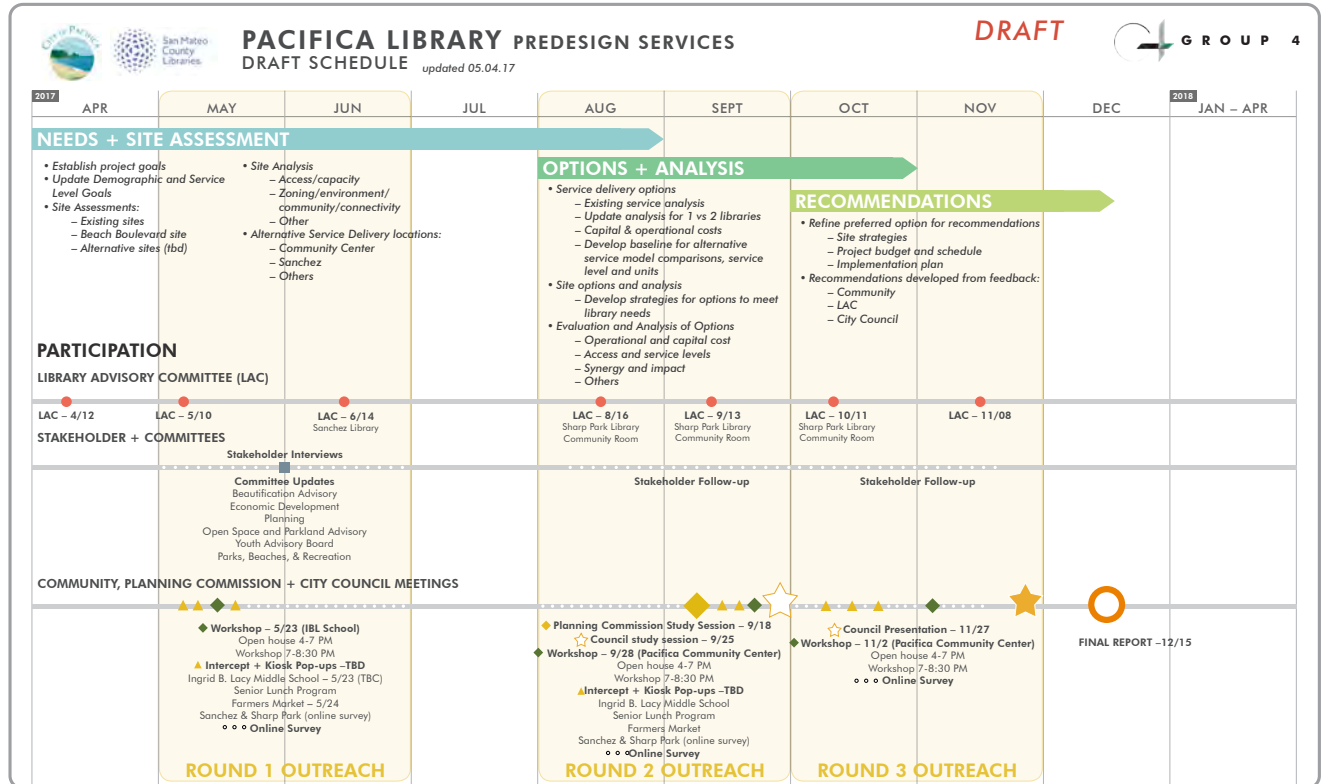 CITY OF PACIFICA
San Mateo
County
Libraries
PACIFICA LIBRARY PREDESIGN SERVICES
DRAFT SCHEDULE updated 05.04.17
DRAFT
GROUP 4
2017
2018
APR MAY JUN JUL AUG SEPT OCT NOV DEC JAN – APR
NEEDS + SITE ASSESSMENT
• Establish project goals
• Update Demographic and Service
Level Goals
• Site Assessments:
– Existing sites
– Beach Boulevard site
– Alternative sites (tbd)
• Site Analysis
– Access/capacity
– Zoning/environment/
community/connectivity
– Other
• Alternative Service Delivery locations:
– Community Center
– Sanchez
– Others
OPTIONS + ANALYSIS
• Service delivery options
– Existing service analysis
– Update analysis for 1 vs 2 libraries
– Capital & operational costs
– Develop baseline for alternative
service model comparisons, service
level and units
• Site options and analysis
– Develop strategies for options to meet
library needs
• Evaluation and Analysis of Options
– Operational and capital cost
– Access and service levels
– Synergy and impact
– Others
RECOMMENDATIONS
• Refine preferred option for recommendations
– Site strategies
– Project budget and schedule
– Implementation plan
• Recommendations developed from feedback:
– Community
– LAC
– City Council
PARTICIPATION
LIBRARY ADVISORY COMMITTEE (LAC)
LAC – 4/12
LAC – 5/10
LAC – 6/14
Sanchez Library
LAC – 8/16
Sharp Park Library
Community Room
LAC – 9/13
Sharp Park Library
Community Room
LAC – 10/11
Sharp Park Library
Community Room
LAC – 11/08
STAKEHOLDER + COMMITTEES
Stakeholder Interviews
Committee Updates
Beautification Advisory
Economic Development
Planning
Open Space and Parkland Advisory
Youth Advisory Board
Parks, Beaches, & Recreation
Stakeholder Follow-up
Stakeholder Follow-up
COMMUNITY, PLANNING COMMISSION + CITY COUNCIL MEETINGS
Workshop – 5/23 (IBL School)
Open house 4-7 PM
Workshop 7-8:30 PM
Intercept + Kiosk Pop-ups –TBD
Ingrid B. Lacy Middle School – 5/23 (TBC)
Senior Lunch Program
Farmers Market – 5/24
Sanchez & Sharp Park (online survey)
Online Survey
ROUND 1 OUTREACH
Planning Commission Study Session – 9/18
Council study session – 9/25
Workshop – 9/28 (Pacifica Community Center)
Open house 4-7 PM
Workshop 7-8:30 PM
Intercept + Kiosk Pop-ups –TBD
Ingrid B. Lacy Middle School
Senior Lunch Program
Farmers Market
Sanchez & Sharp Park (online survey)
Online Survey
ROUND 2 OUTREACH
Council Presentation – 11/27
Workshop – 11/2 (Pacifica Community Center)
Open house 4-7 PM
Workshop 7-8:30 PM
Online Survey
ROUND 3 OUTREACH
FINAL REPORT –12/15